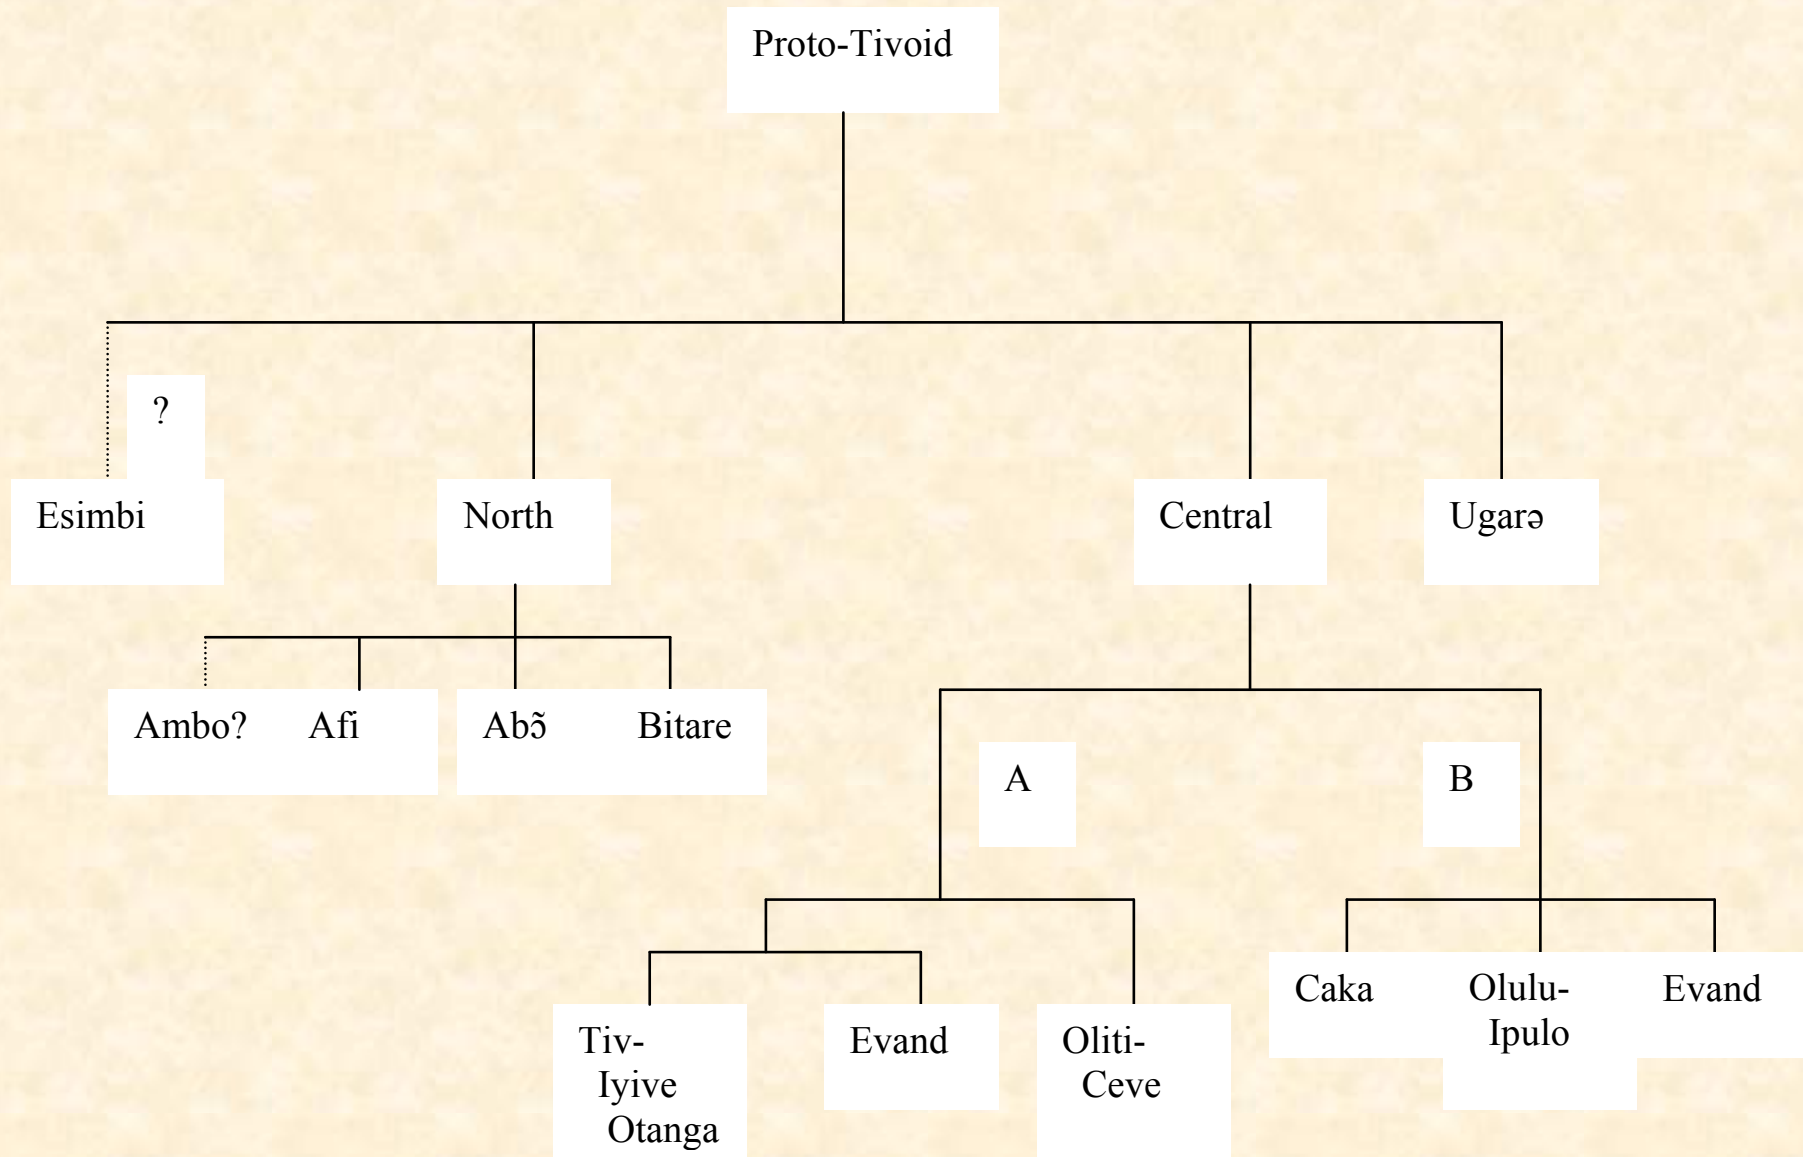 Proto-Tivoid
?
Esimbi
North
Central
Ugarə
Ambo?
Afi
Abɔ̃
Bitare
A
B
Caka
Olulu-
Ipulo
Evand
Tiv-
Iyive
Otanga
Evand
Oliti-
Ceve